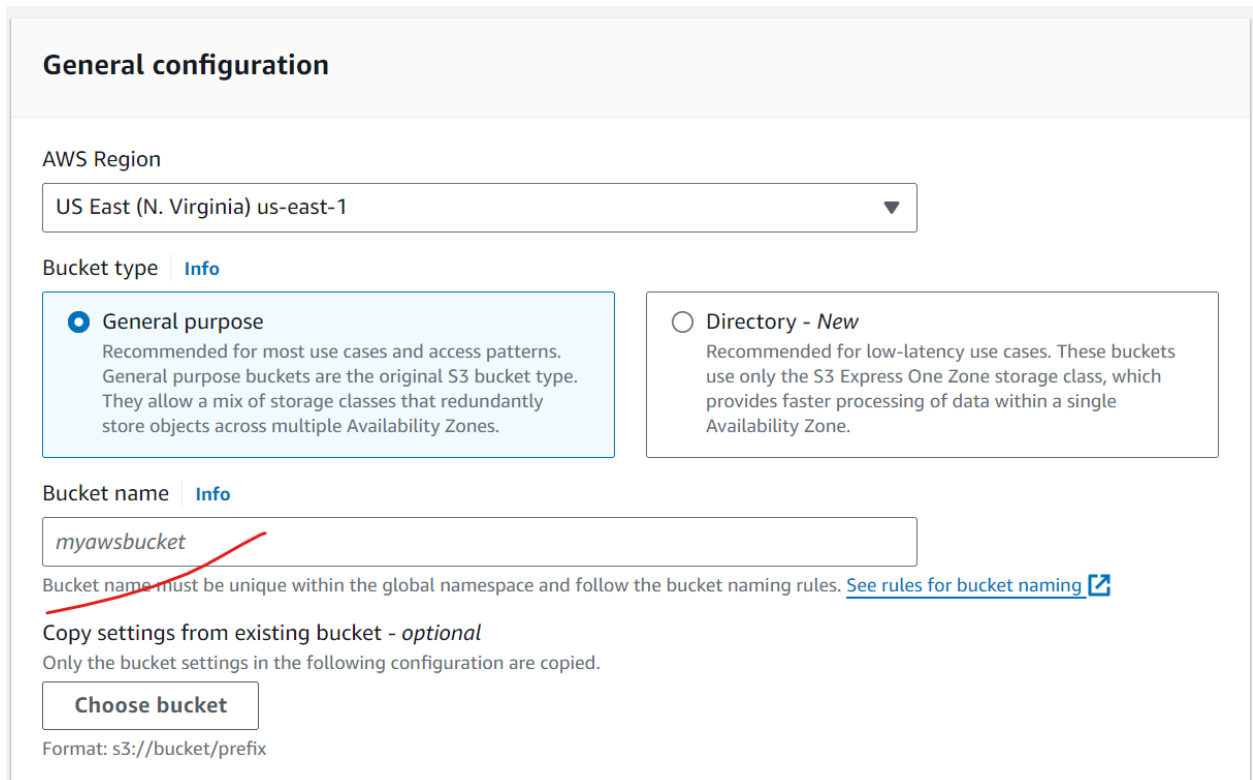 General configuration
AWS Region
US East (N. Virginia) us-east-1
Bucket type Info
General purpose
Recommended for most use cases and access patterns.
General purpose buckets are the original S3 bucket type.
They allow a mix of storage classes that redundantly
store objects across multiple Availability Zones.
Directory - New
Recommended for low-latency use cases. These buckets
use only the S3 Express One Zone storage class, which
provides faster processing of data within a single
Availability Zone.
Bucket name Info
myawsbucket
Bucket name must be unique within the global namespace and follow the bucket naming rules. See rules for bucket naming
Copy settings from existing bucket - optional
Only the bucket settings in the following configuration are copied.
Choose bucket
Format: s3://bucket/prefix